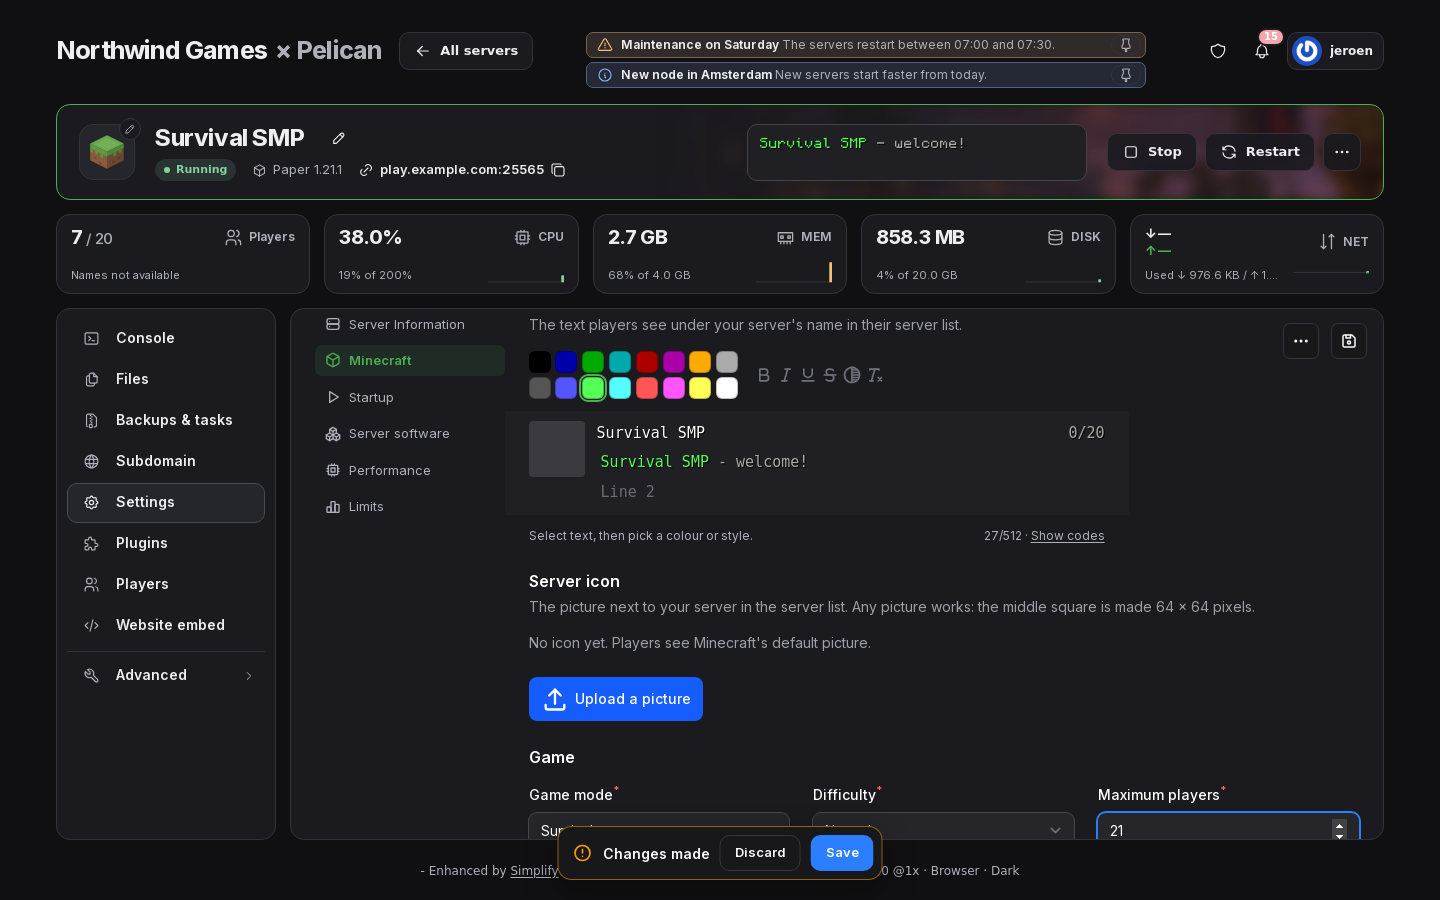 Northwind Games × Pelican
All servers
Maintenance on Saturday The servers restart between 07:00 and 07:30.
New node in Amsterdam New servers start faster from today.
15
jeroen
Survival SMP
Running
Paper 1.21.1
play.example.com:25565
Survival SMP - welcome!
Stop
Restart
7 / 20
Players
Names not available
38.0%
CPU
19% of 200%
2.7 GB
MEM
68% of 4.0 GB
858.3 MB
DISK
4% of 20.0 GB
↓—
↑—
NET
Used ↓ 976.6 KB / ↑ 1....
Console
Files
Backups & tasks
Subdomain
Settings
Plugins
Players
Website embed
Advanced
Server Information
Minecraft
Startup
Server software
Performance
Limits
The text players see under your server's name in their server list.
B I U S Tx
Survival SMP
0/20
Survival SMP - welcome!
Line 2
Select text, then pick a colour or style.
27/512 · Show codes
Server icon
The picture next to your server in the server list. Any picture works: the middle square is made 64 × 64 pixels.
No icon yet. Players see Minecraft's default picture.
Upload a picture
Game
Game mode*
Difficulty*
Maximum players*
21
Changes made
Discard
Save
- Enhanced by Simplify
0 @1x · Browser · Dark